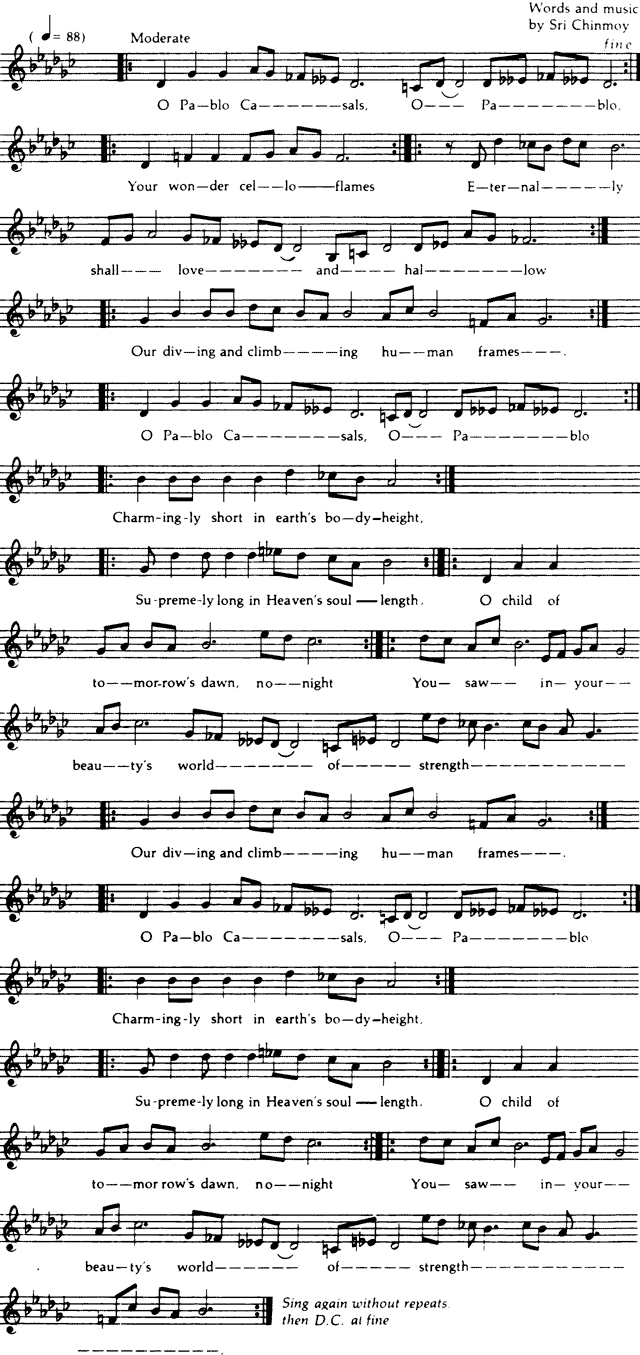 Words and music
by Sri Chinmoy
( ♩ = 88) Moderate
fine
O Pa—blo Ca——————sals, O——— Pa———————blo,
Your won—der cel—lo——flames E–ter–nal———ly
shall——— love———————— and———— hal————————low
Our div—ing and climb————ing hu——man frames———.
O Pa—blo Ca——————sals, O——— Pa————————blo
Charm-ing-ly short in earth's bo—dy—height,
Su-preme-ly long in Heaven's soul — length. O child of
to——mor-row's dawn, no——night You— saw—— in— your——
beau——ty's world———————— of———— strength————————————
Our div—ing and climb————ing hu——man frames———.
O Pa—blo Ca——————sals, O——— Pa————————blo
Charm-ing-ly short in earth's bo—dy—height,
Su-preme-ly long in Heaven's soul — length. O child of
to——mor row's dawn, no——night You— saw—— in— your——
beau—ty's world——————— of———— strength————————————
Sing again without repeats,
then D.C. al fine
——————————.